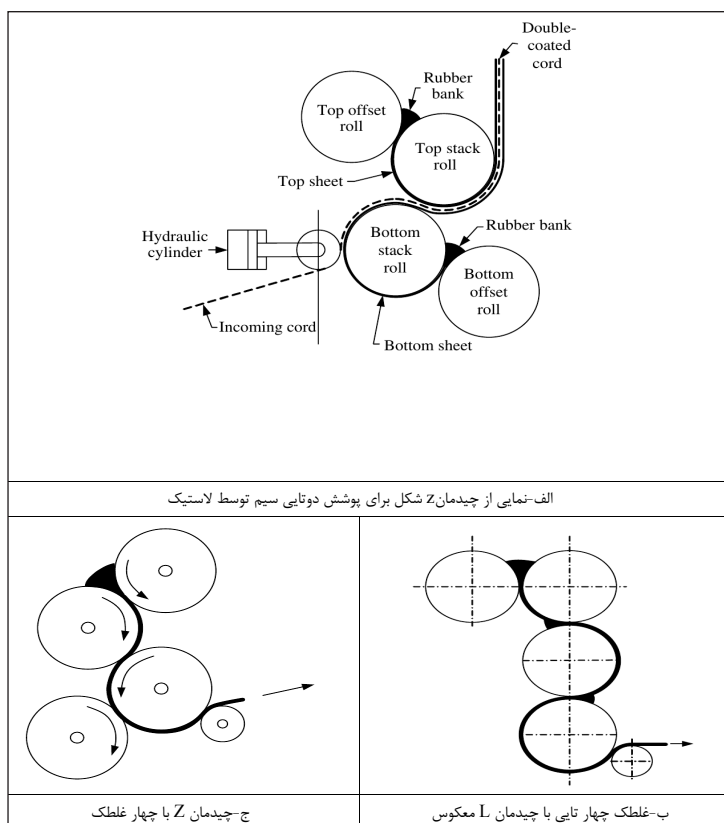 Double-
coated
cord
Rubber
bank
Top offset
roll
Top stack
roll
Top sheet
Hydraulic
cylinder
Bottom
stack
roll
Rubber bank
Bottom
offset
roll
Incoming cord
Bottom sheet
الف-نمایی از چیدمانz شکل برای پوشش دوتایی سیم توسط لاستیک
ب-غلطک چهار تایی با چیدمان L معکوس
ج-چیدمان Z با چهار غلطک